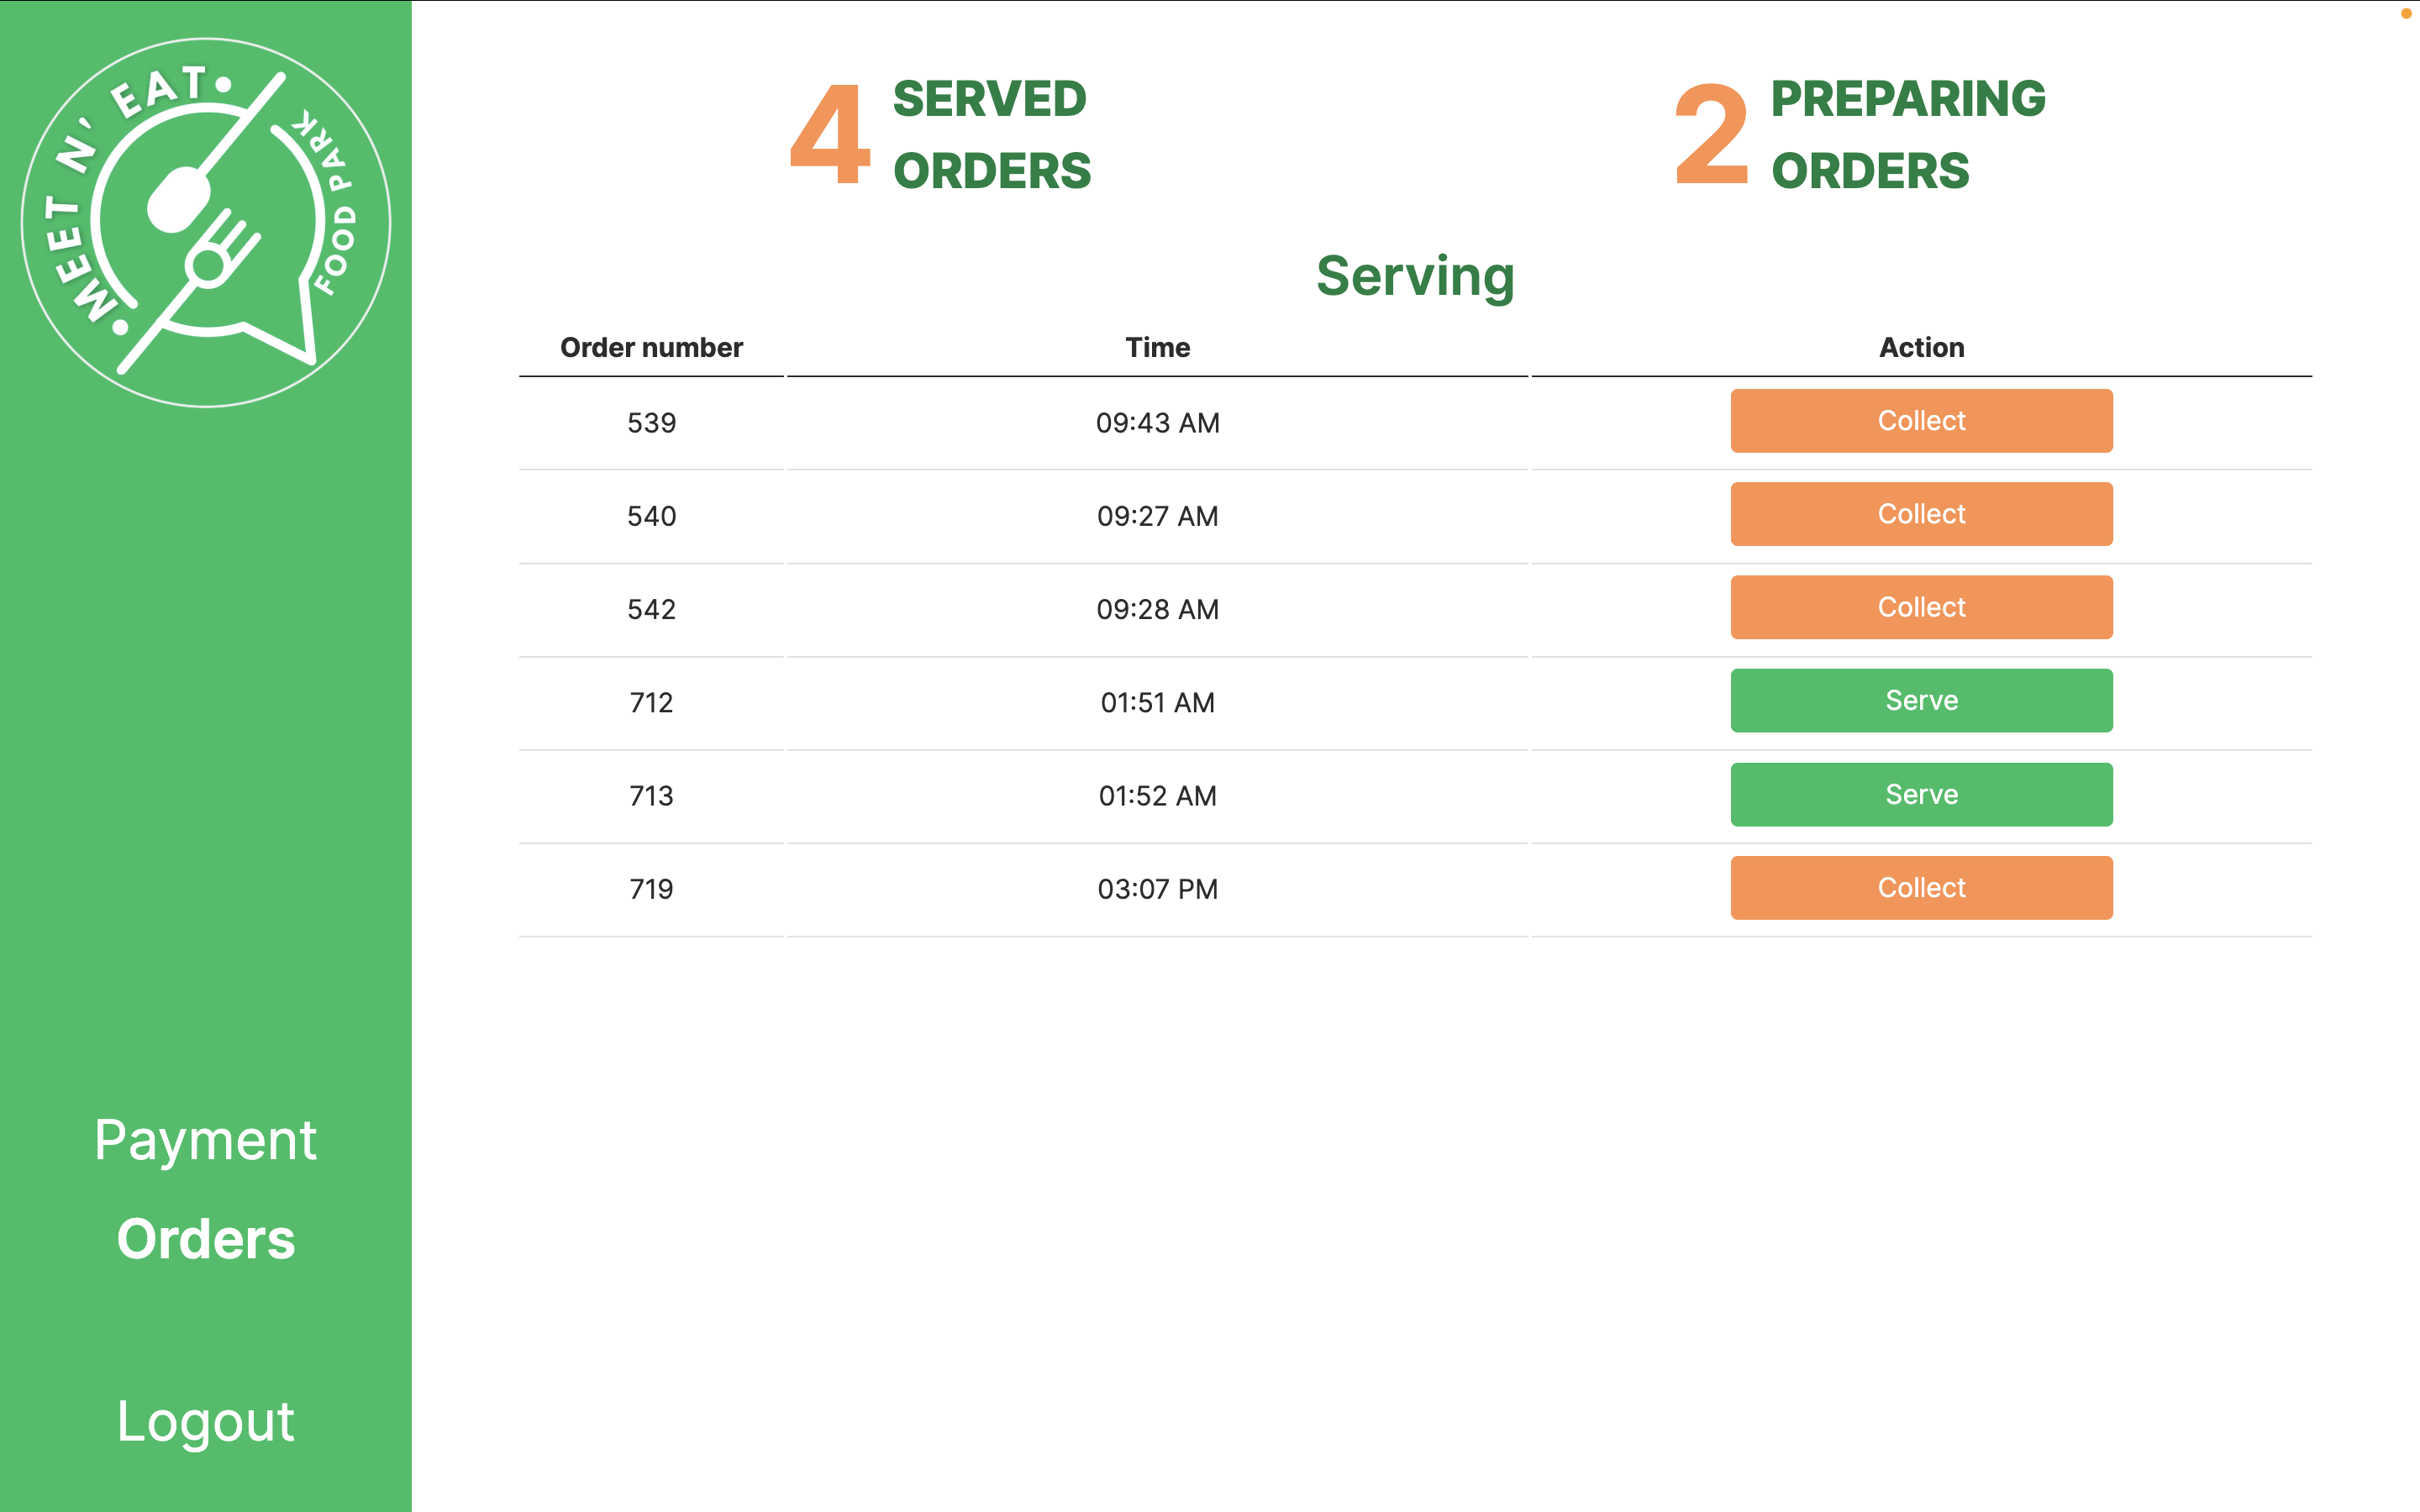 MEET N' EAT
FOOD PARK
4 SERVED ORDERS
2 PREPARING ORDERS
Serving
Order number Time Action
539 09:43 AM Collect
540 09:27 AM Collect
542 09:28 AM Collect
712 01:51 AM Serve
713 01:52 AM Serve
719 03:07 PM Collect
Payment
Orders
Logout